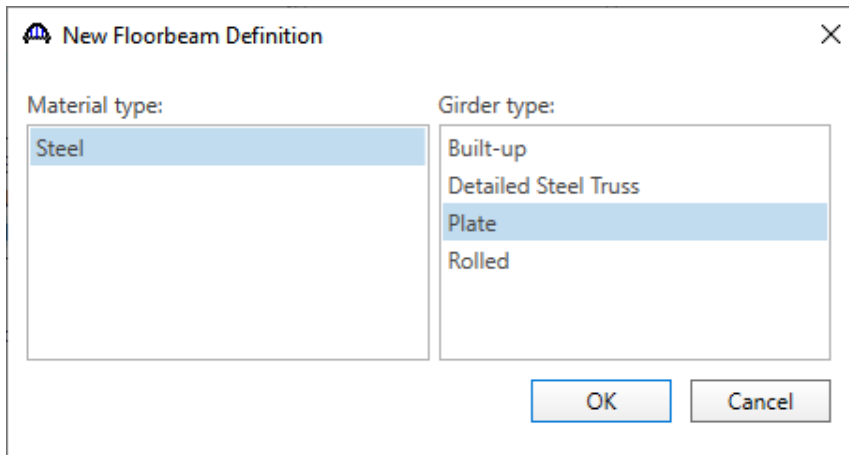 New Floorbeam Definition
Material type:
Steel
Girder type:
Built-up
Detailed Steel Truss
Plate
Rolled
OK
Cancel